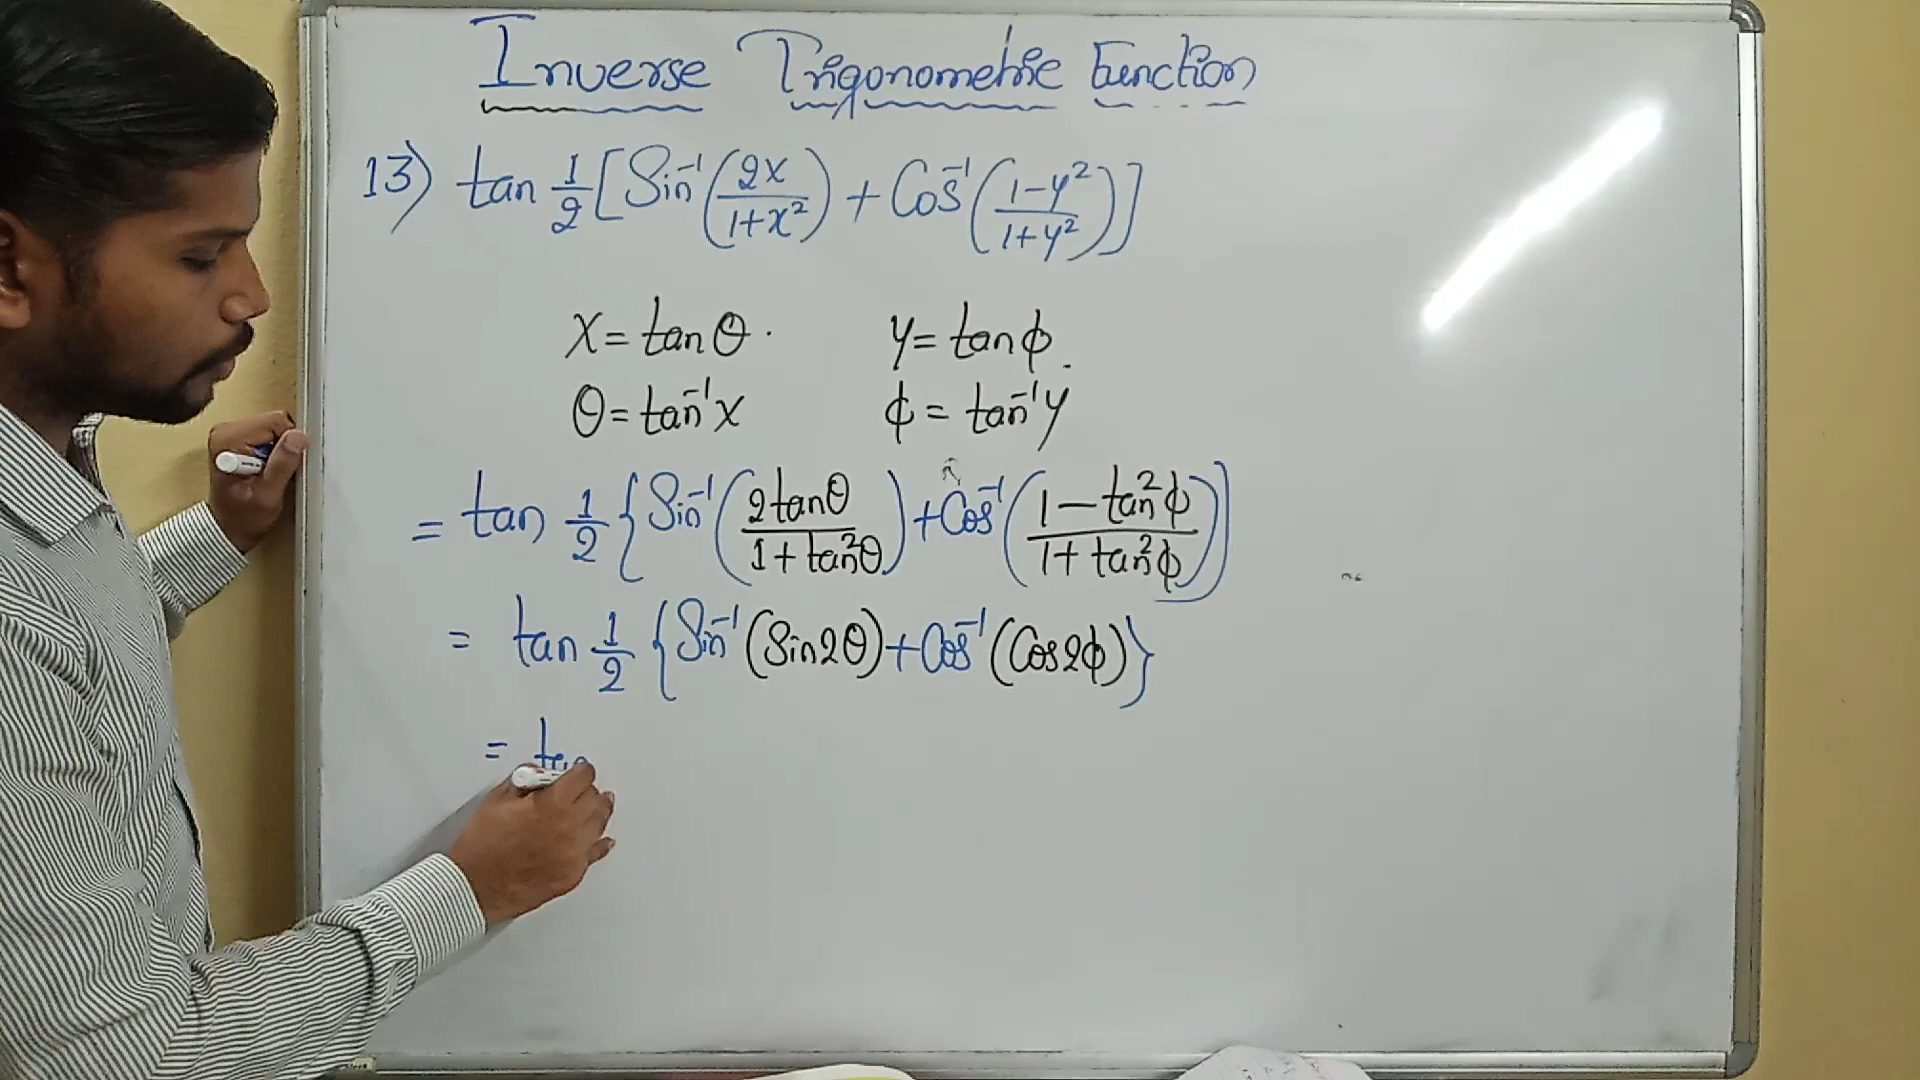 Inverse Trigonometric Function
13) tan 1/2 [Sin⁻¹(2x/1+x²) + Cos⁻¹(1-y²/1+y²)]
x = tanθ. y = tanϕ.
θ = tan⁻¹x ϕ = tan⁻¹y
= tan 1/2 {Sin⁻¹(2tanθ/1+tan²θ) + Cos⁻¹(1-tan²ϕ/1+tan²ϕ)}
= tan 1/2 {Sin⁻¹(Sin2θ) + Cos⁻¹(Cos2ϕ)}
= tan